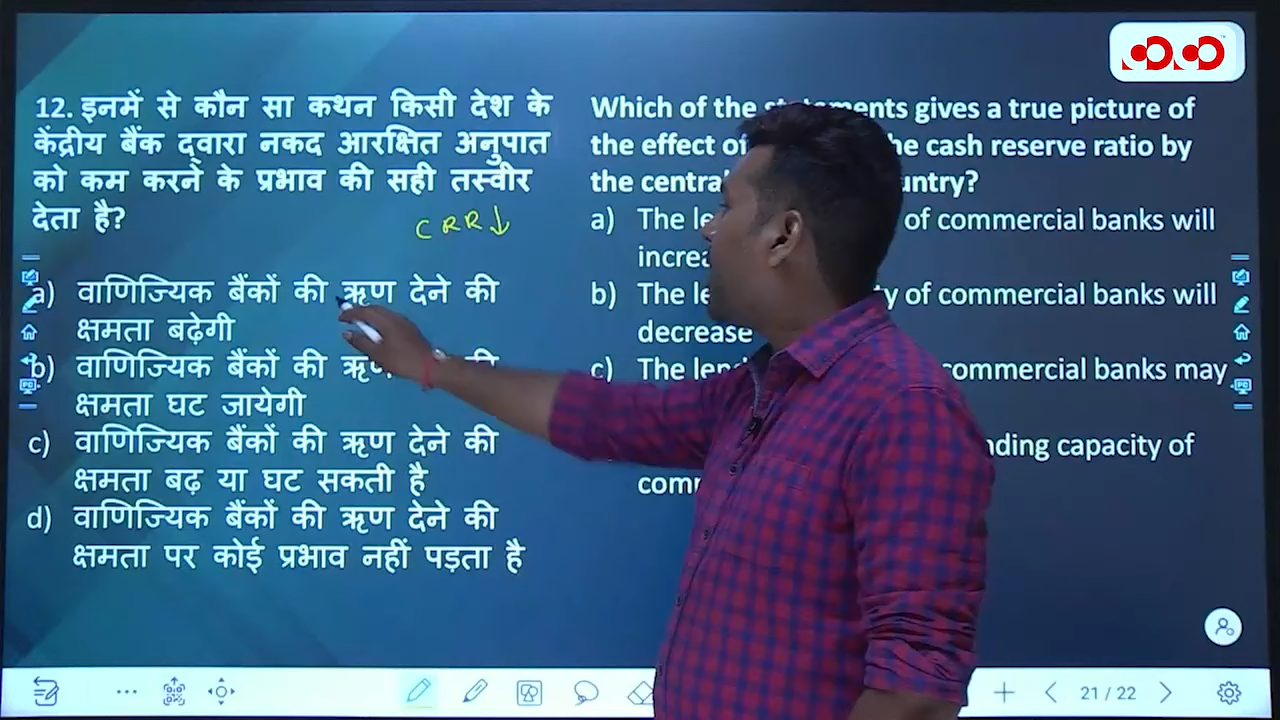 12. इनमें से कौन सा कथन किसी देश के
केंद्रीय बैंक द्वारा नकद आरक्षित अनुपात
को कम करने के प्रभाव की सही तस्वीर
देता है?
CRR↓
a) वाणिज्यिक बैंकों की ऋण देने की
क्षमता बढ़ेगी
b) वाणिज्यिक बैंकों की की
क्षमता घट जायेगी
c) वाणिज्यिक बैंकों की ऋण देने की
क्षमता बढ़ या घट सकती है
d) वाणिज्यिक बैंकों की ऋण देने की
क्षमता पर कोई प्रभाव नहीं पड़ता है
Which of the gives a true picture of
the effect of cash reserve ratio by
the
a) The of commercial banks will
b) The of commercial banks will
decrease
c) The commercial banks may
capacity of
21 / 22